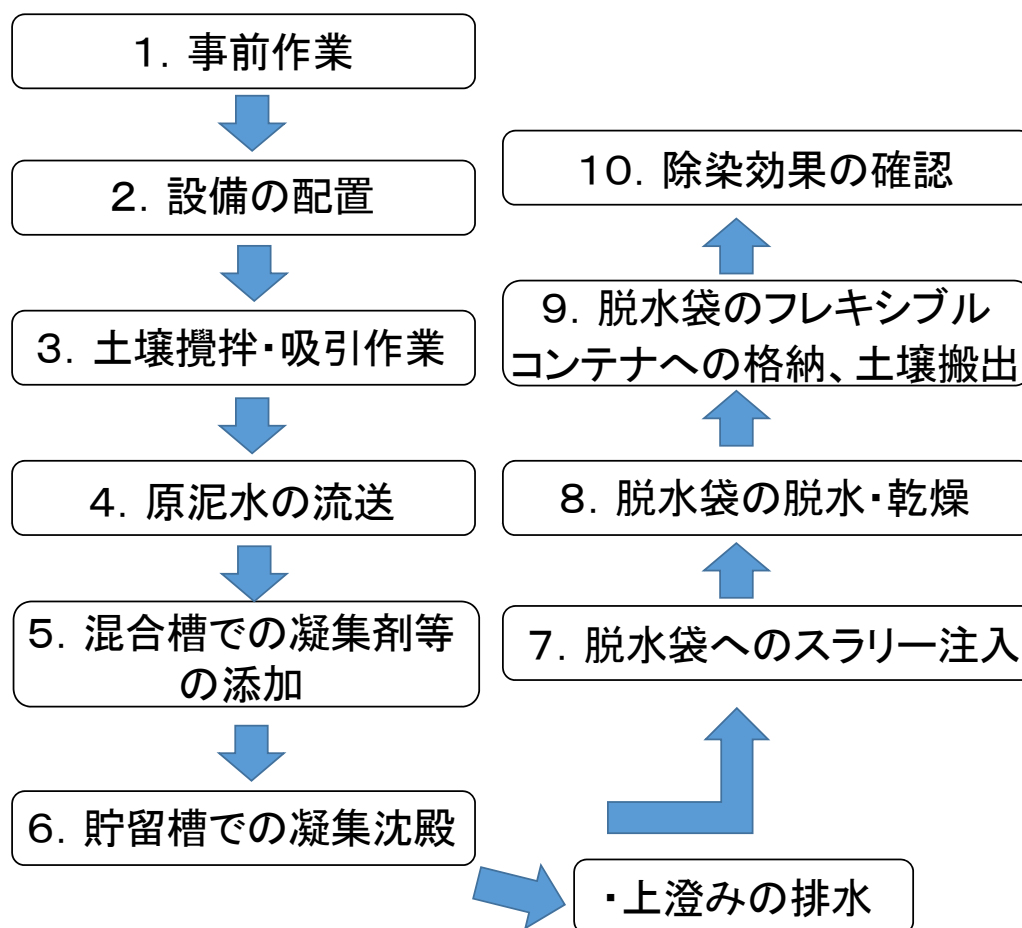 1．事前作業
2．設備の配置
3．土壌攪拌・吸引作業
4．原泥水の流送
5．混合槽での凝集剤等
の添加
6．貯留槽での凝集沈殿
・上澄みの排水
7．脱水袋へのスラリー注入
8．脱水袋の脱水・乾燥
9．脱水袋のフレキシブル
コンテナへの格納、土壌搬出
10．除染効果の確認